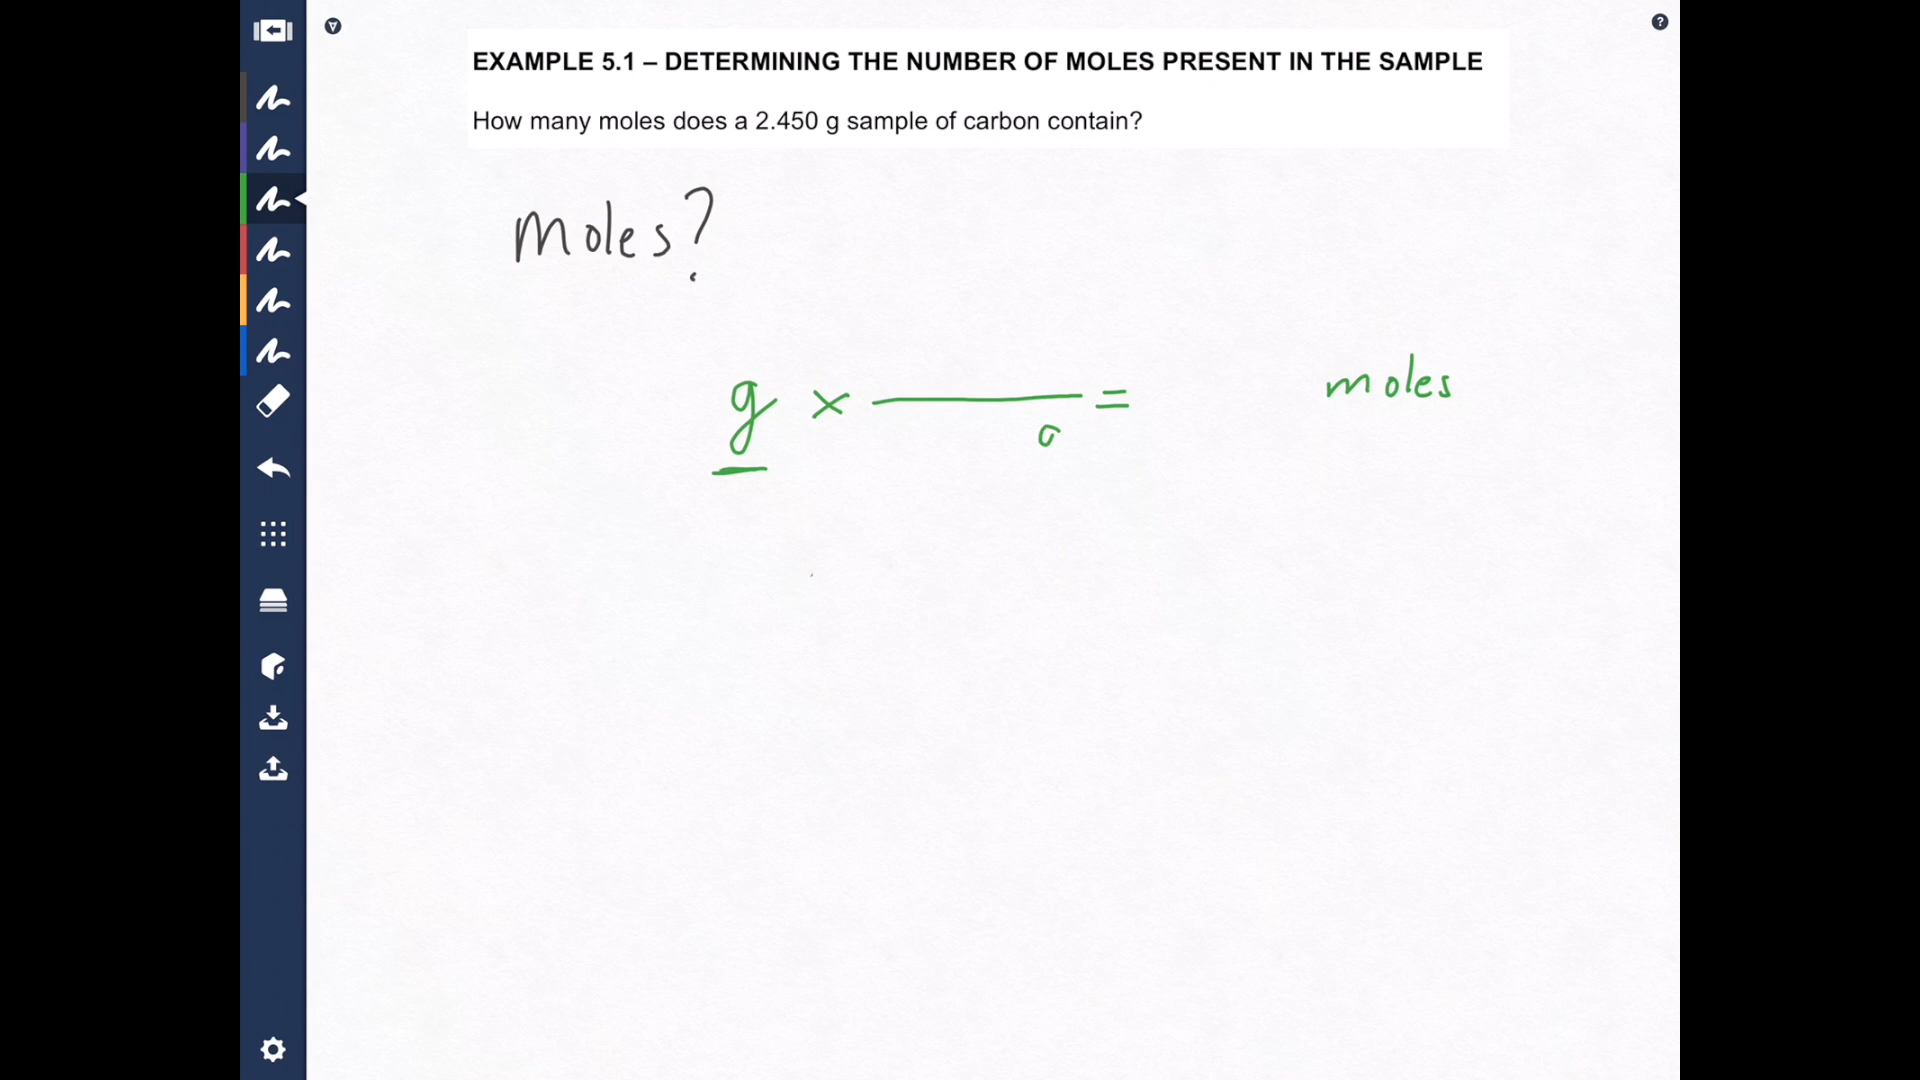 EXAMPLE 5.1 – DETERMINING THE NUMBER OF MOLES PRESENT IN THE SAMPLE
How many moles does a 2.450 g sample of carbon contain?
moles?
g × = moles